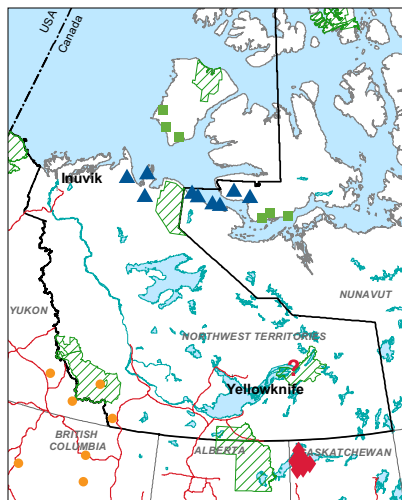 USA
Canada
Inuvik
NUNAVUT
YUKON
NORTHWEST TERRITORIES
?
Yellowknife
BRITISH
COLUMBIA
ALBERTA
SASKATCHEWAN